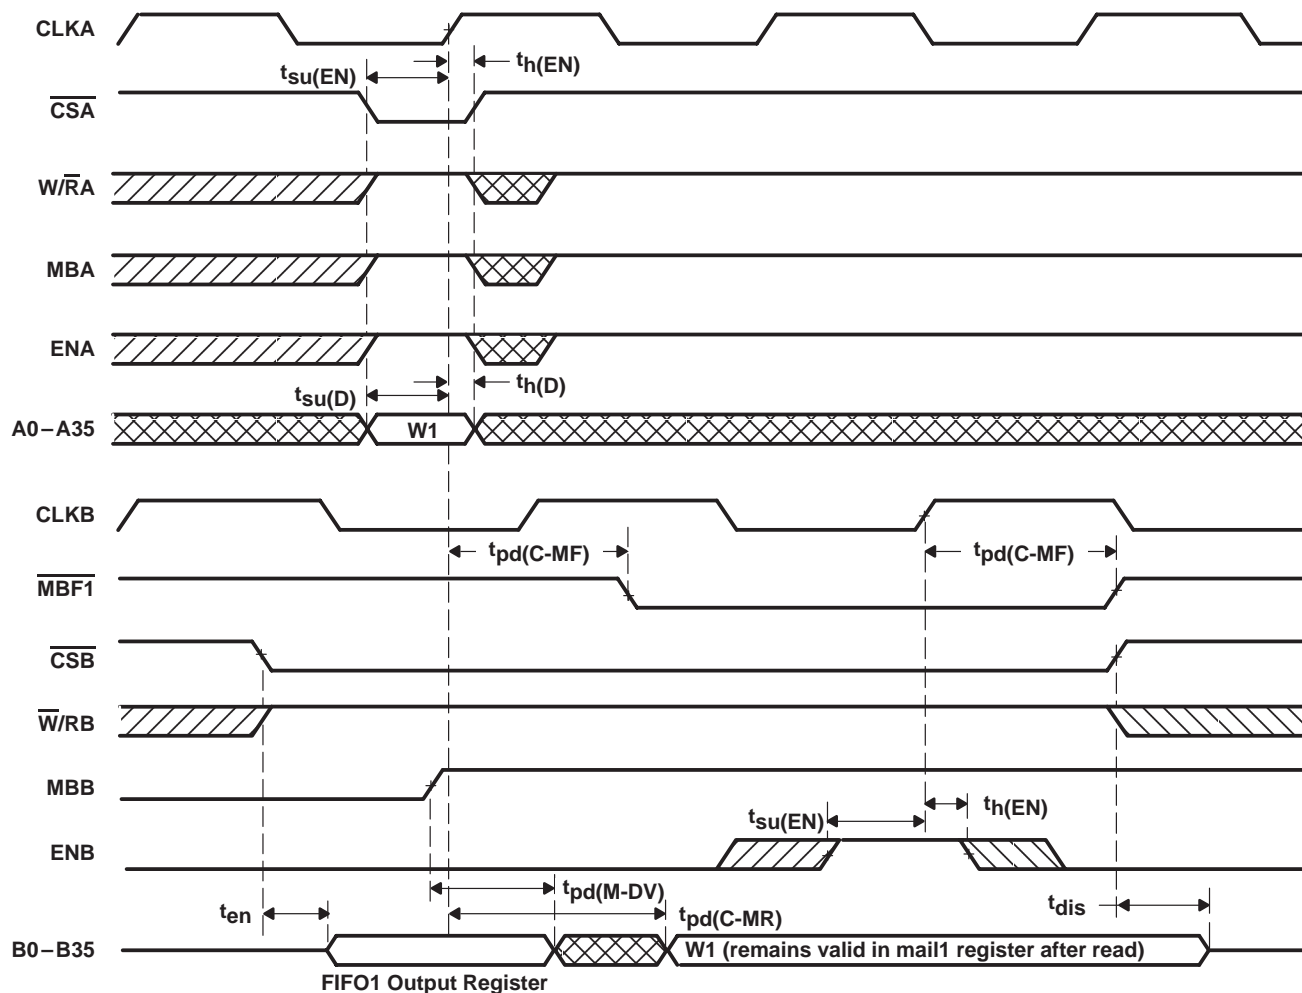 CLKA
tsu(EN)
th(EN)
CSA
W/RA
MBA
ENA
tsu(D)
th(D)
A0–A35
W1
CLKB
tpd(C-MF)
tpd(C-MF)
MBF1
CSB
W/RB
MBB
tsu(EN)
th(EN)
ENB
tpd(M-DV)
ten
tpd(C-MR)
tdis
B0–B35
W1 (remains valid in mail1 register after read)
FIFO1 Output Register